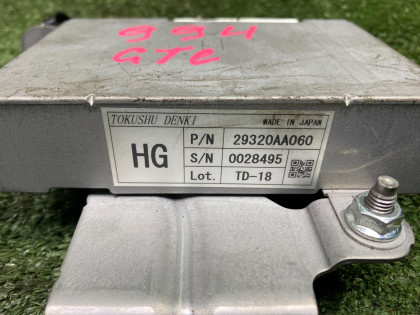 994
GTC
TOKUSHU DENKI MADE IN JAPAN
HG
P/N 29320AA060
S/N 0028495
Lot. TD-18